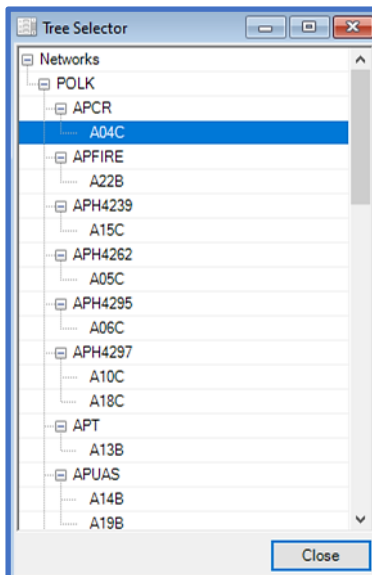 Tree Selector
Networks
POLK
APCR
A04C
APFIRE
A22B
APH4239
A15C
APH4262
A05C
APH4295
A06C
APH4297
A10C
A18C
APT
A13B
APUAS
A14B
A19B
Close